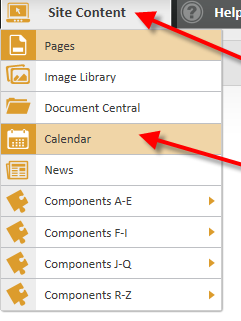 Site Content
Help
Pages
Image Library
Document Central
Calendar
News
Components A-E
Components F-I
Components J-Q
Components R-Z